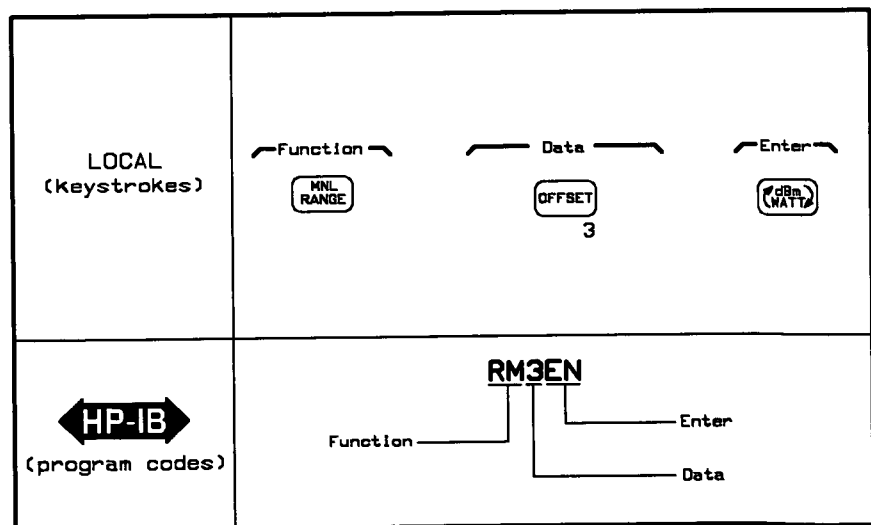 LOCAL
(keystrokes)
Function
Data
Enter
MNL
RANGE
OFFSET
3
dBm
WATT
HP-IB
(program codes)
RM3EN
Function
Enter
Data